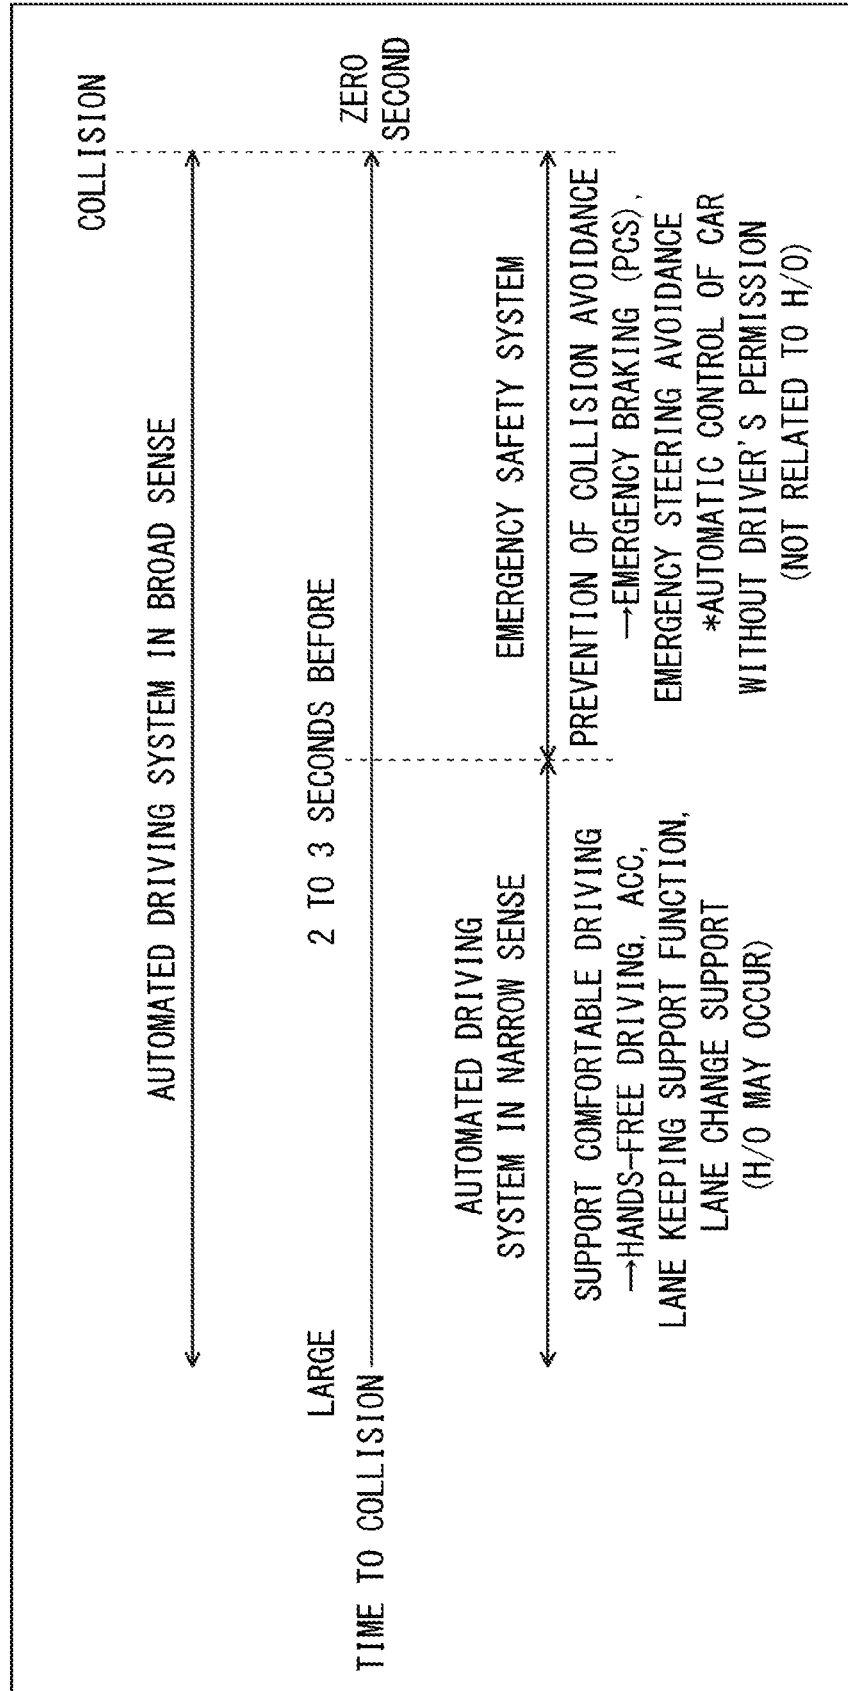 COLLISION
AUTOMATED DRIVING SYSTEM IN BROAD SENSE
LARGE
2 TO 3 SECONDS BEFORE
TIME TO COLLISION
ZERO
SECOND
AUTOMATED DRIVING
SYSTEM IN NARROW SENSE
SUPPORT COMFORTABLE DRIVING
→HANDS-FREE DRIVING, ACC,
LANE KEEPING SUPPORT FUNCTION,
LANE CHANGE SUPPORT
(H/O MAY OCCUR)
EMERGENCY SAFETY SYSTEM
PREVENTION OF COLLISION AVOIDANCE
→EMERGENCY BRAKING (PCS),
EMERGENCY STEERING AVOIDANCE
*AUTOMATIC CONTROL OF CAR
WITHOUT DRIVER'S PERMISSION
(NOT RELATED TO H/O)